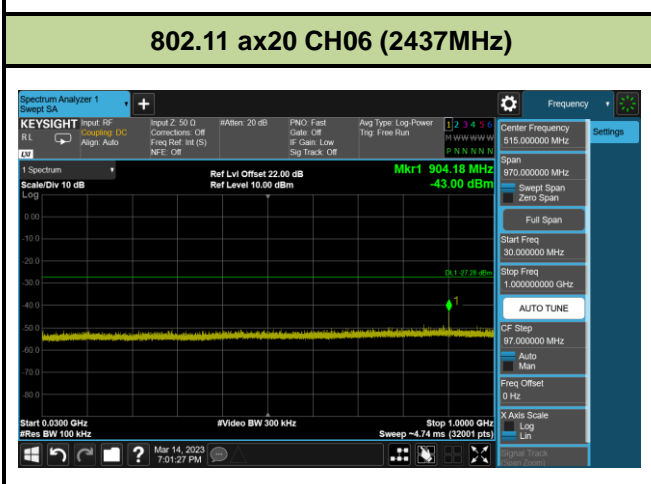 802.11 ax20 CH06 (2437MHz)
Spectrum Analyzer 1
Swept SA
Frequency
KEYSIGHT
RL
LXI
Input: RF
Coupling: DC
Align: Auto
Input Z: 50 Ω
Corrections: Off
Freq Ref: Int (S)
NFE: Off
#Atten: 20 dB
PNO: Fast
Gate: Off
IF Gain: Low
Sig Track: Off
Avg Type: Log-Power
Trig: Free Run
1 2 3 4 5 6
M W W W W W
P N N N N N
Center Frequency
515.000000 MHz
Settings
1 Spectrum
Scale/Div 10 dB
Log
Ref Lvl Offset 22.00 dB
Ref Level 10.00 dBm
Mkr1 904.18 MHz
-43.00 dBm
0.00
-10.0
-20.0
-30.0
-40.0
-50.0
-60.0
-70.0
-80.0
DL1 -27.28 dBm
1
Span
970.000000 MHz
Swept Span
Zero Span
Full Span
Start Freq
30.000000 MHz
Stop Freq
1.000000000 GHz
AUTO TUNE
CF Step
97.000000 MHz
Auto
Man
Freq Offset
0 Hz
X Axis Scale
Log
Lin
Signal Track
(Span Zoom)
Start 0.0300 GHz
#Res BW 100 kHz
#Video BW 300 kHz
Stop 1.0000 GHz
Sweep ~4.74 ms (32001 pts)
?
Mar 14, 2023
7:01:27 PM